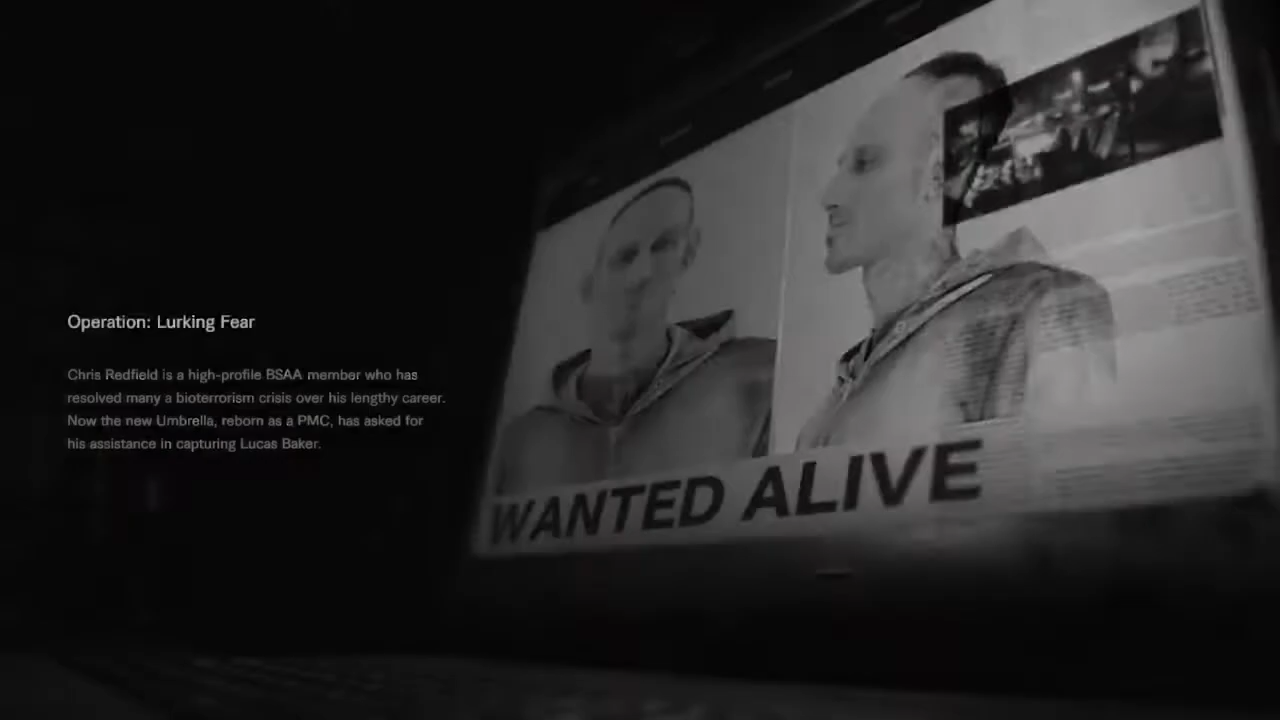 Operation: Lurking Fear
Chris Redfield is a high-profile BSAA member who has
resolved many a bioterrorism crisis over his lengthy career.
Now the new Umbrella, reborn as a PMC, has asked for
his assistance in capturing Lucas Baker.
WANTED ALIVE